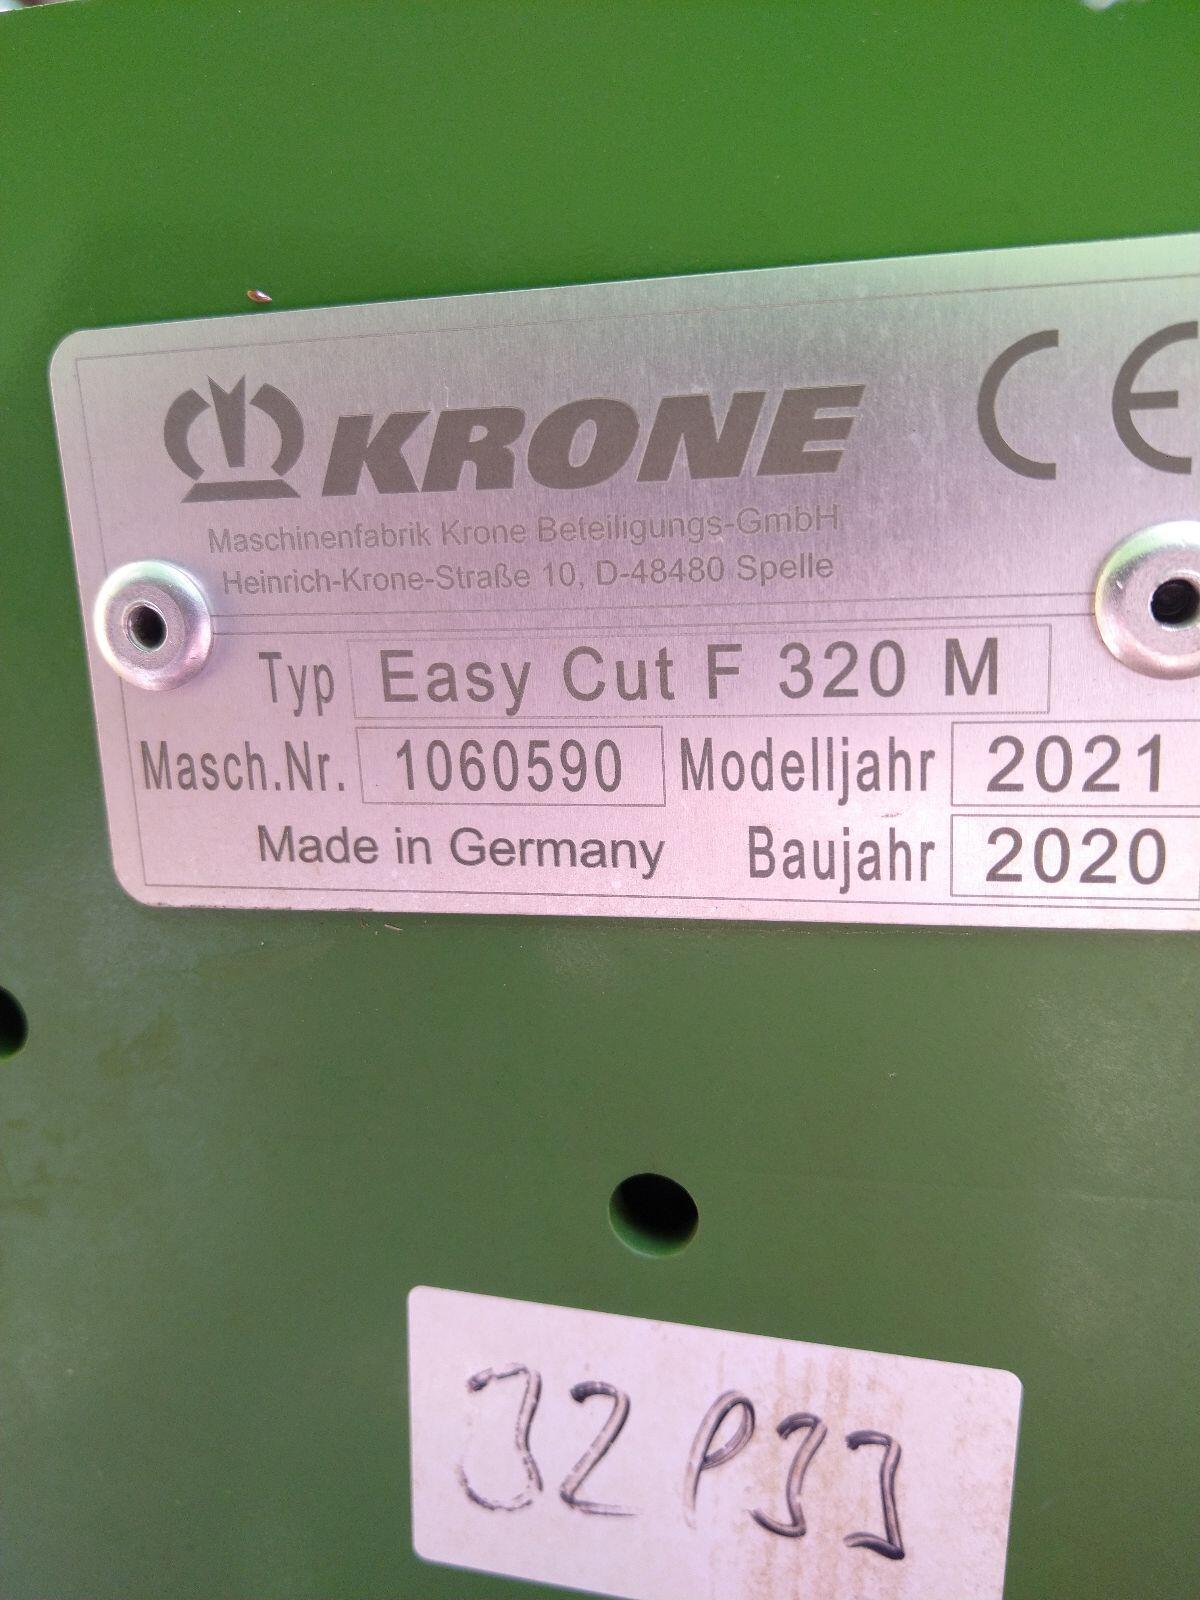 KRONE CE
Maschinenfabrik Krone Beteiligungs-GmbH
Heinrich-Krone-Straße 10, D-48480 Spelle
Typ Easy Cut F 320 M
Masch.Nr. 1060590 Modelljahr 2021
Made in Germany Baujahr 2020
32P33